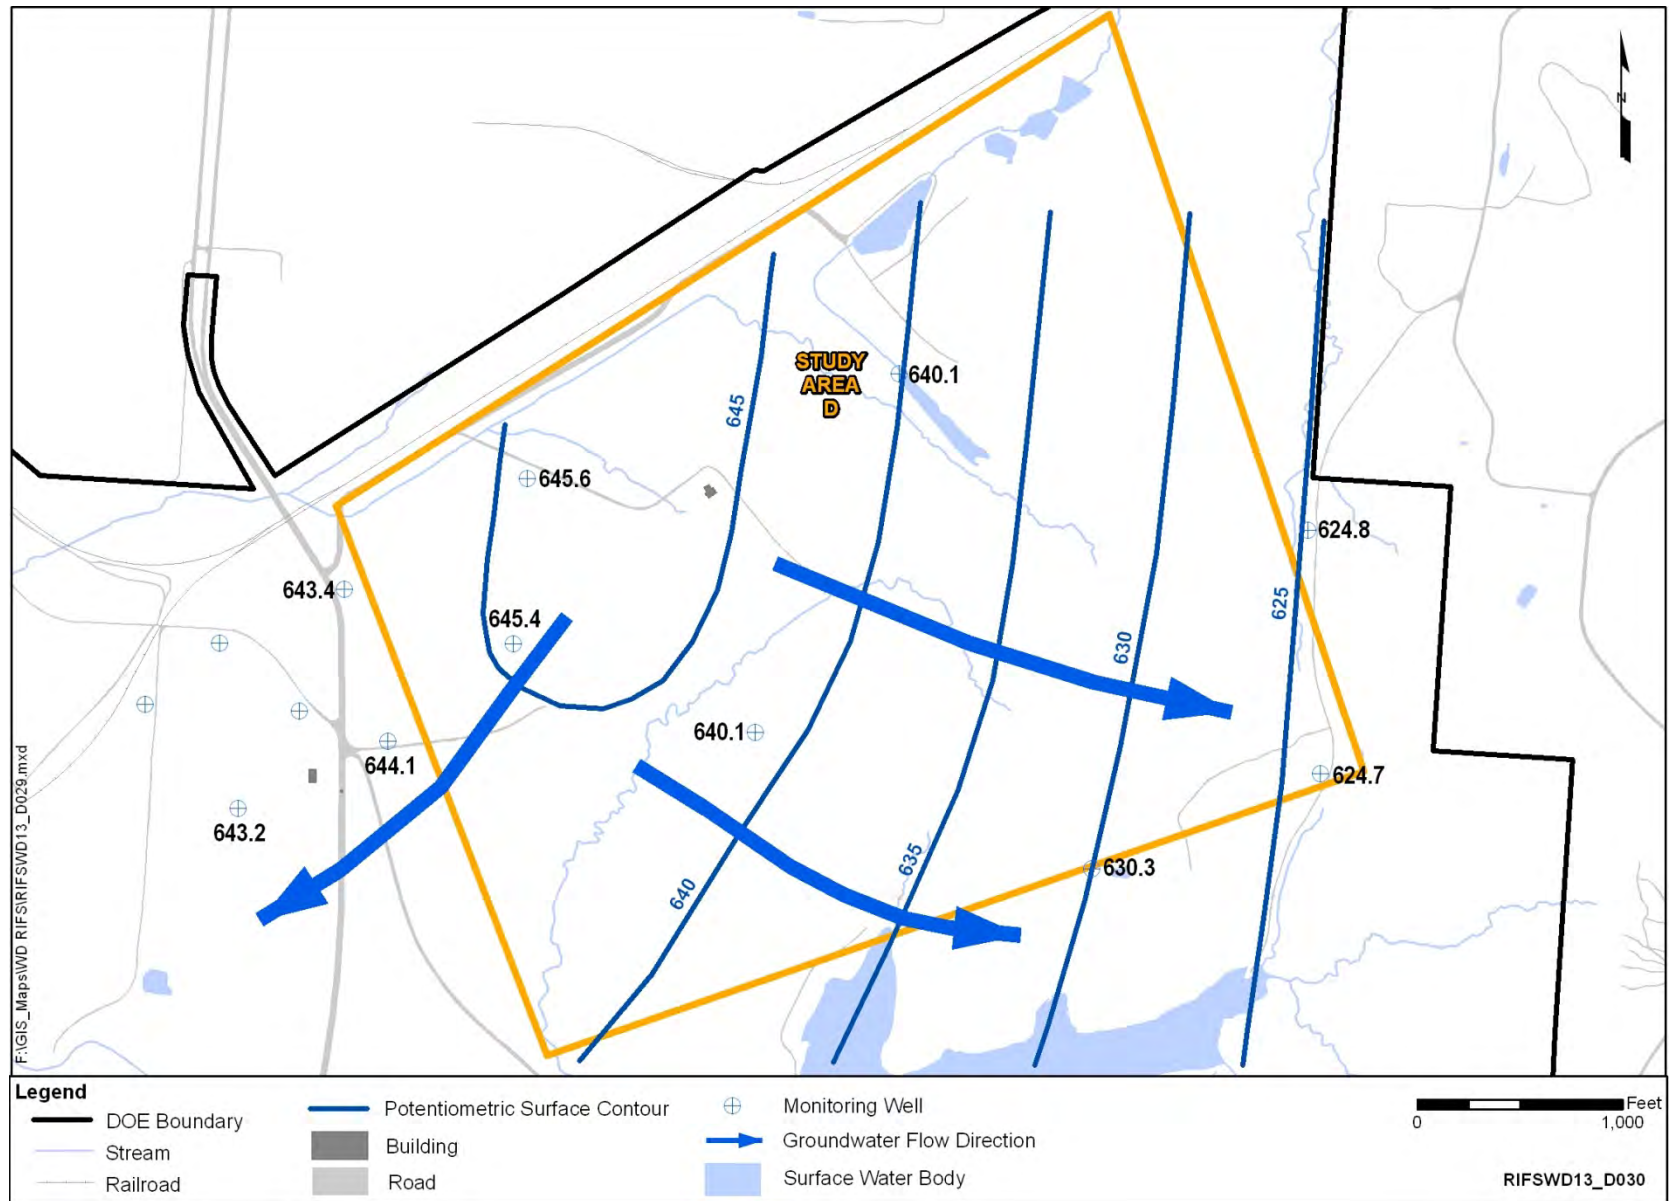 N
STUDY
AREA
D
640.1
645
645.6
624.8
643.4
645.4
625
630
640.1
644.1
624.7
643.2
635
630.3
640
F:\GIS_Maps\WD RIFS\RIFSWD13_D029.mxd
Legend
DOE Boundary
Stream
Railroad
Potentiometric Surface Contour
Building
Road
Monitoring Well
Groundwater Flow Direction
Surface Water Body
Feet
0 1,000
RIFSWD13_D030